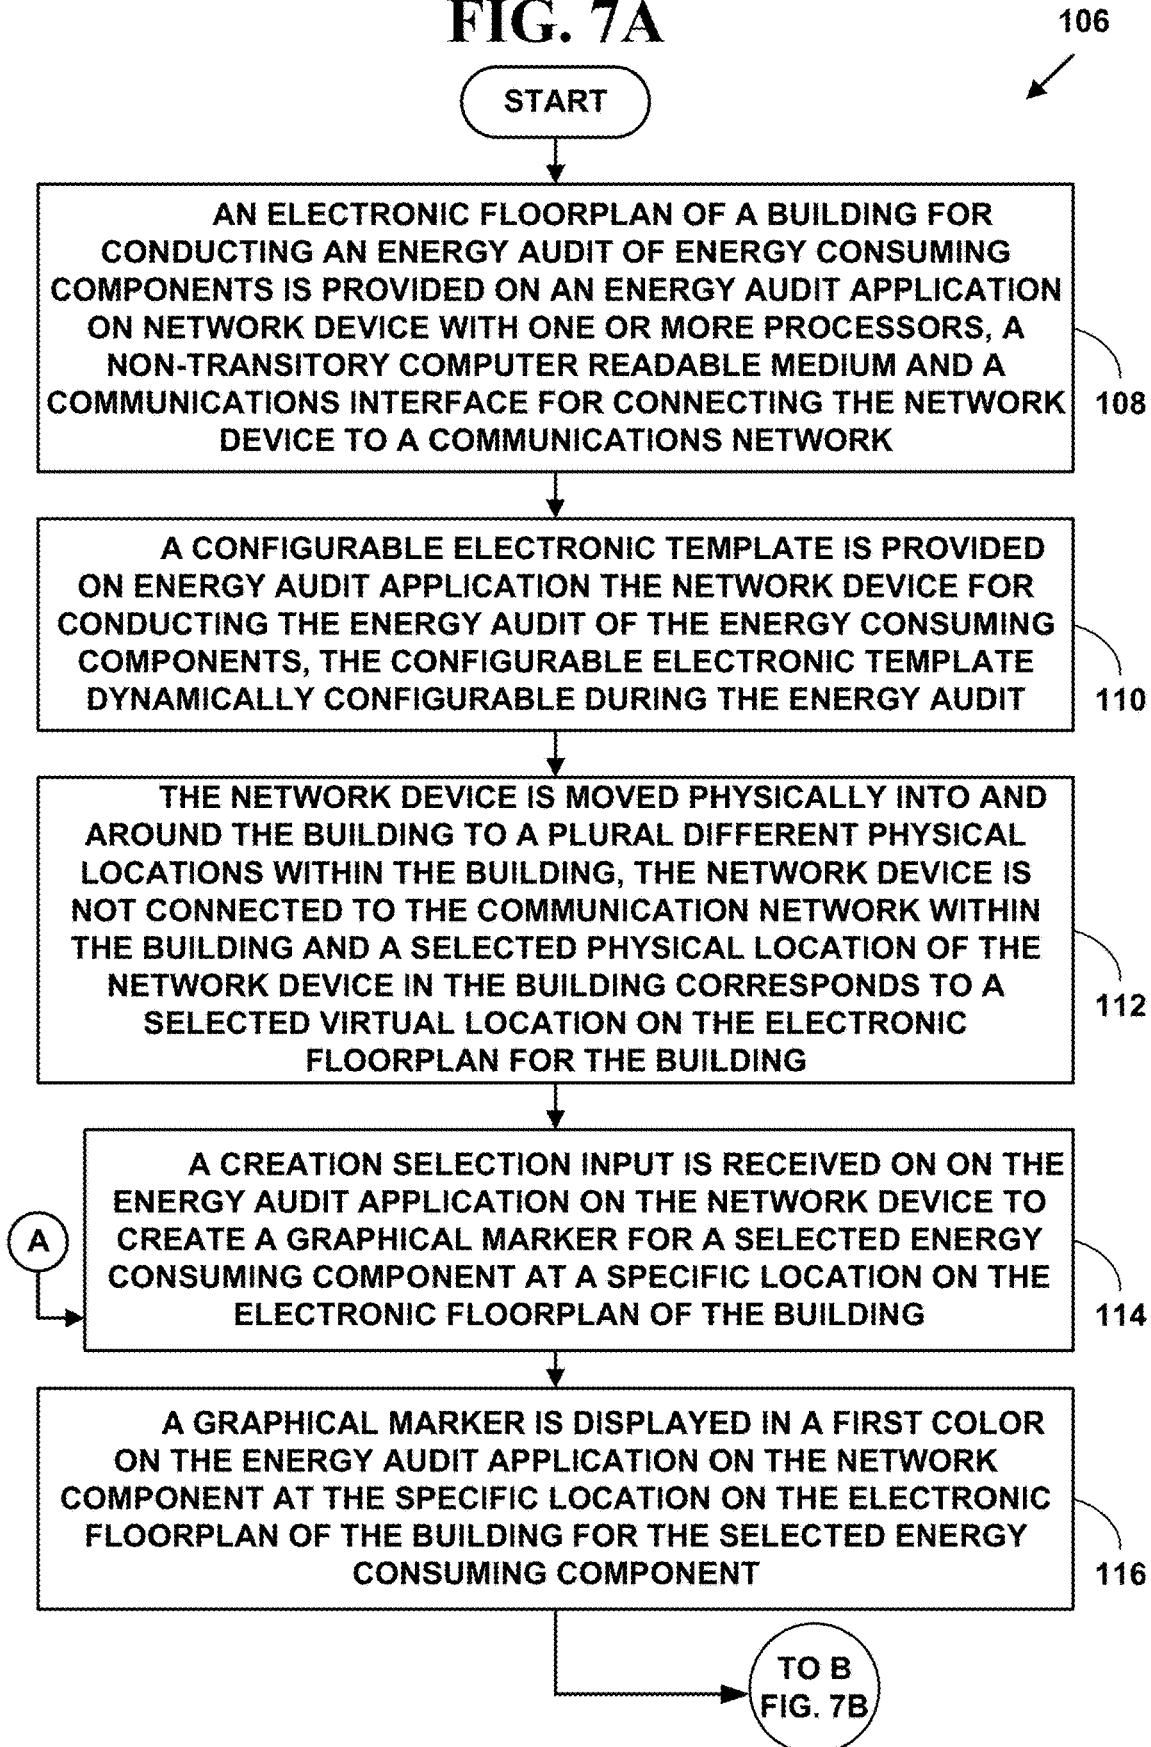 FIG. 7A
106
START
AN ELECTRONIC FLOORPLAN OF A BUILDING FOR
CONDUCTING AN ENERGY AUDIT OF ENERGY CONSUMING
COMPONENTS IS PROVIDED ON AN ENERGY AUDIT APPLICATION
ON NETWORK DEVICE WITH ONE OR MORE PROCESSORS, A
NON-TRANSITORY COMPUTER READABLE MEDIUM AND A
COMMUNICATIONS INTERFACE FOR CONNECTING THE NETWORK
DEVICE TO A COMMUNICATIONS NETWORK
108
A CONFIGURABLE ELECTRONIC TEMPLATE IS PROVIDED
ON ENERGY AUDIT APPLICATION THE NETWORK DEVICE FOR
CONDUCTING THE ENERGY AUDIT OF THE ENERGY CONSUMING
COMPONENTS, THE CONFIGURABLE ELECTRONIC TEMPLATE
DYNAMICALLY CONFIGURABLE DURING THE ENERGY AUDIT
110
THE NETWORK DEVICE IS MOVED PHYSICALLY INTO AND
AROUND THE BUILDING TO A PLURAL DIFFERENT PHYSICAL
LOCATIONS WITHIN THE BUILDING, THE NETWORK DEVICE IS
NOT CONNECTED TO THE COMMUNICATION NETWORK WITHIN
THE BUILDING AND A SELECTED PHYSICAL LOCATION OF THE
NETWORK DEVICE IN THE BUILDING CORRESPONDS TO A
SELECTED VIRTUAL LOCATION ON THE ELECTRONIC
FLOORPLAN FOR THE BUILDING
112
A CREATION SELECTION INPUT IS RECEIVED ON ON THE
ENERGY AUDIT APPLICATION ON THE NETWORK DEVICE TO
CREATE A GRAPHICAL MARKER FOR A SELECTED ENERGY
CONSUMING COMPONENT AT A SPECIFIC LOCATION ON THE
ELECTRONIC FLOORPLAN OF THE BUILDING
A
114
A GRAPHICAL MARKER IS DISPLAYED IN A FIRST COLOR
ON THE ENERGY AUDIT APPLICATION ON THE NETWORK
COMPONENT AT THE SPECIFIC LOCATION ON THE ELECTRONIC
FLOORPLAN OF THE BUILDING FOR THE SELECTED ENERGY
CONSUMING COMPONENT
116
TO B
FIG. 7B